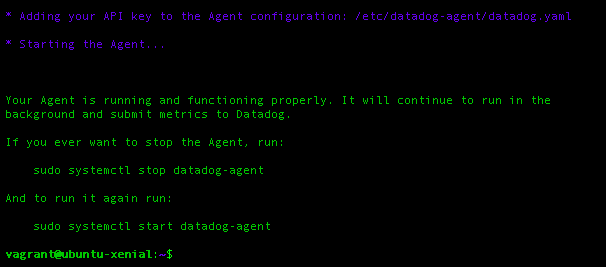 * Adding your API key to the Agent configuration: /etc/datadog-agent/datadog.yaml
* Starting the Agent...
Your Agent is running and functioning properly. It will continue to run in the
background and submit metrics to Datadog.
If you ever want to stop the Agent, run:
sudo systemctl stop datadog-agent
And to run it again run:
sudo systemctl start datadog-agent
vagrant@ubuntu-xenial:~$